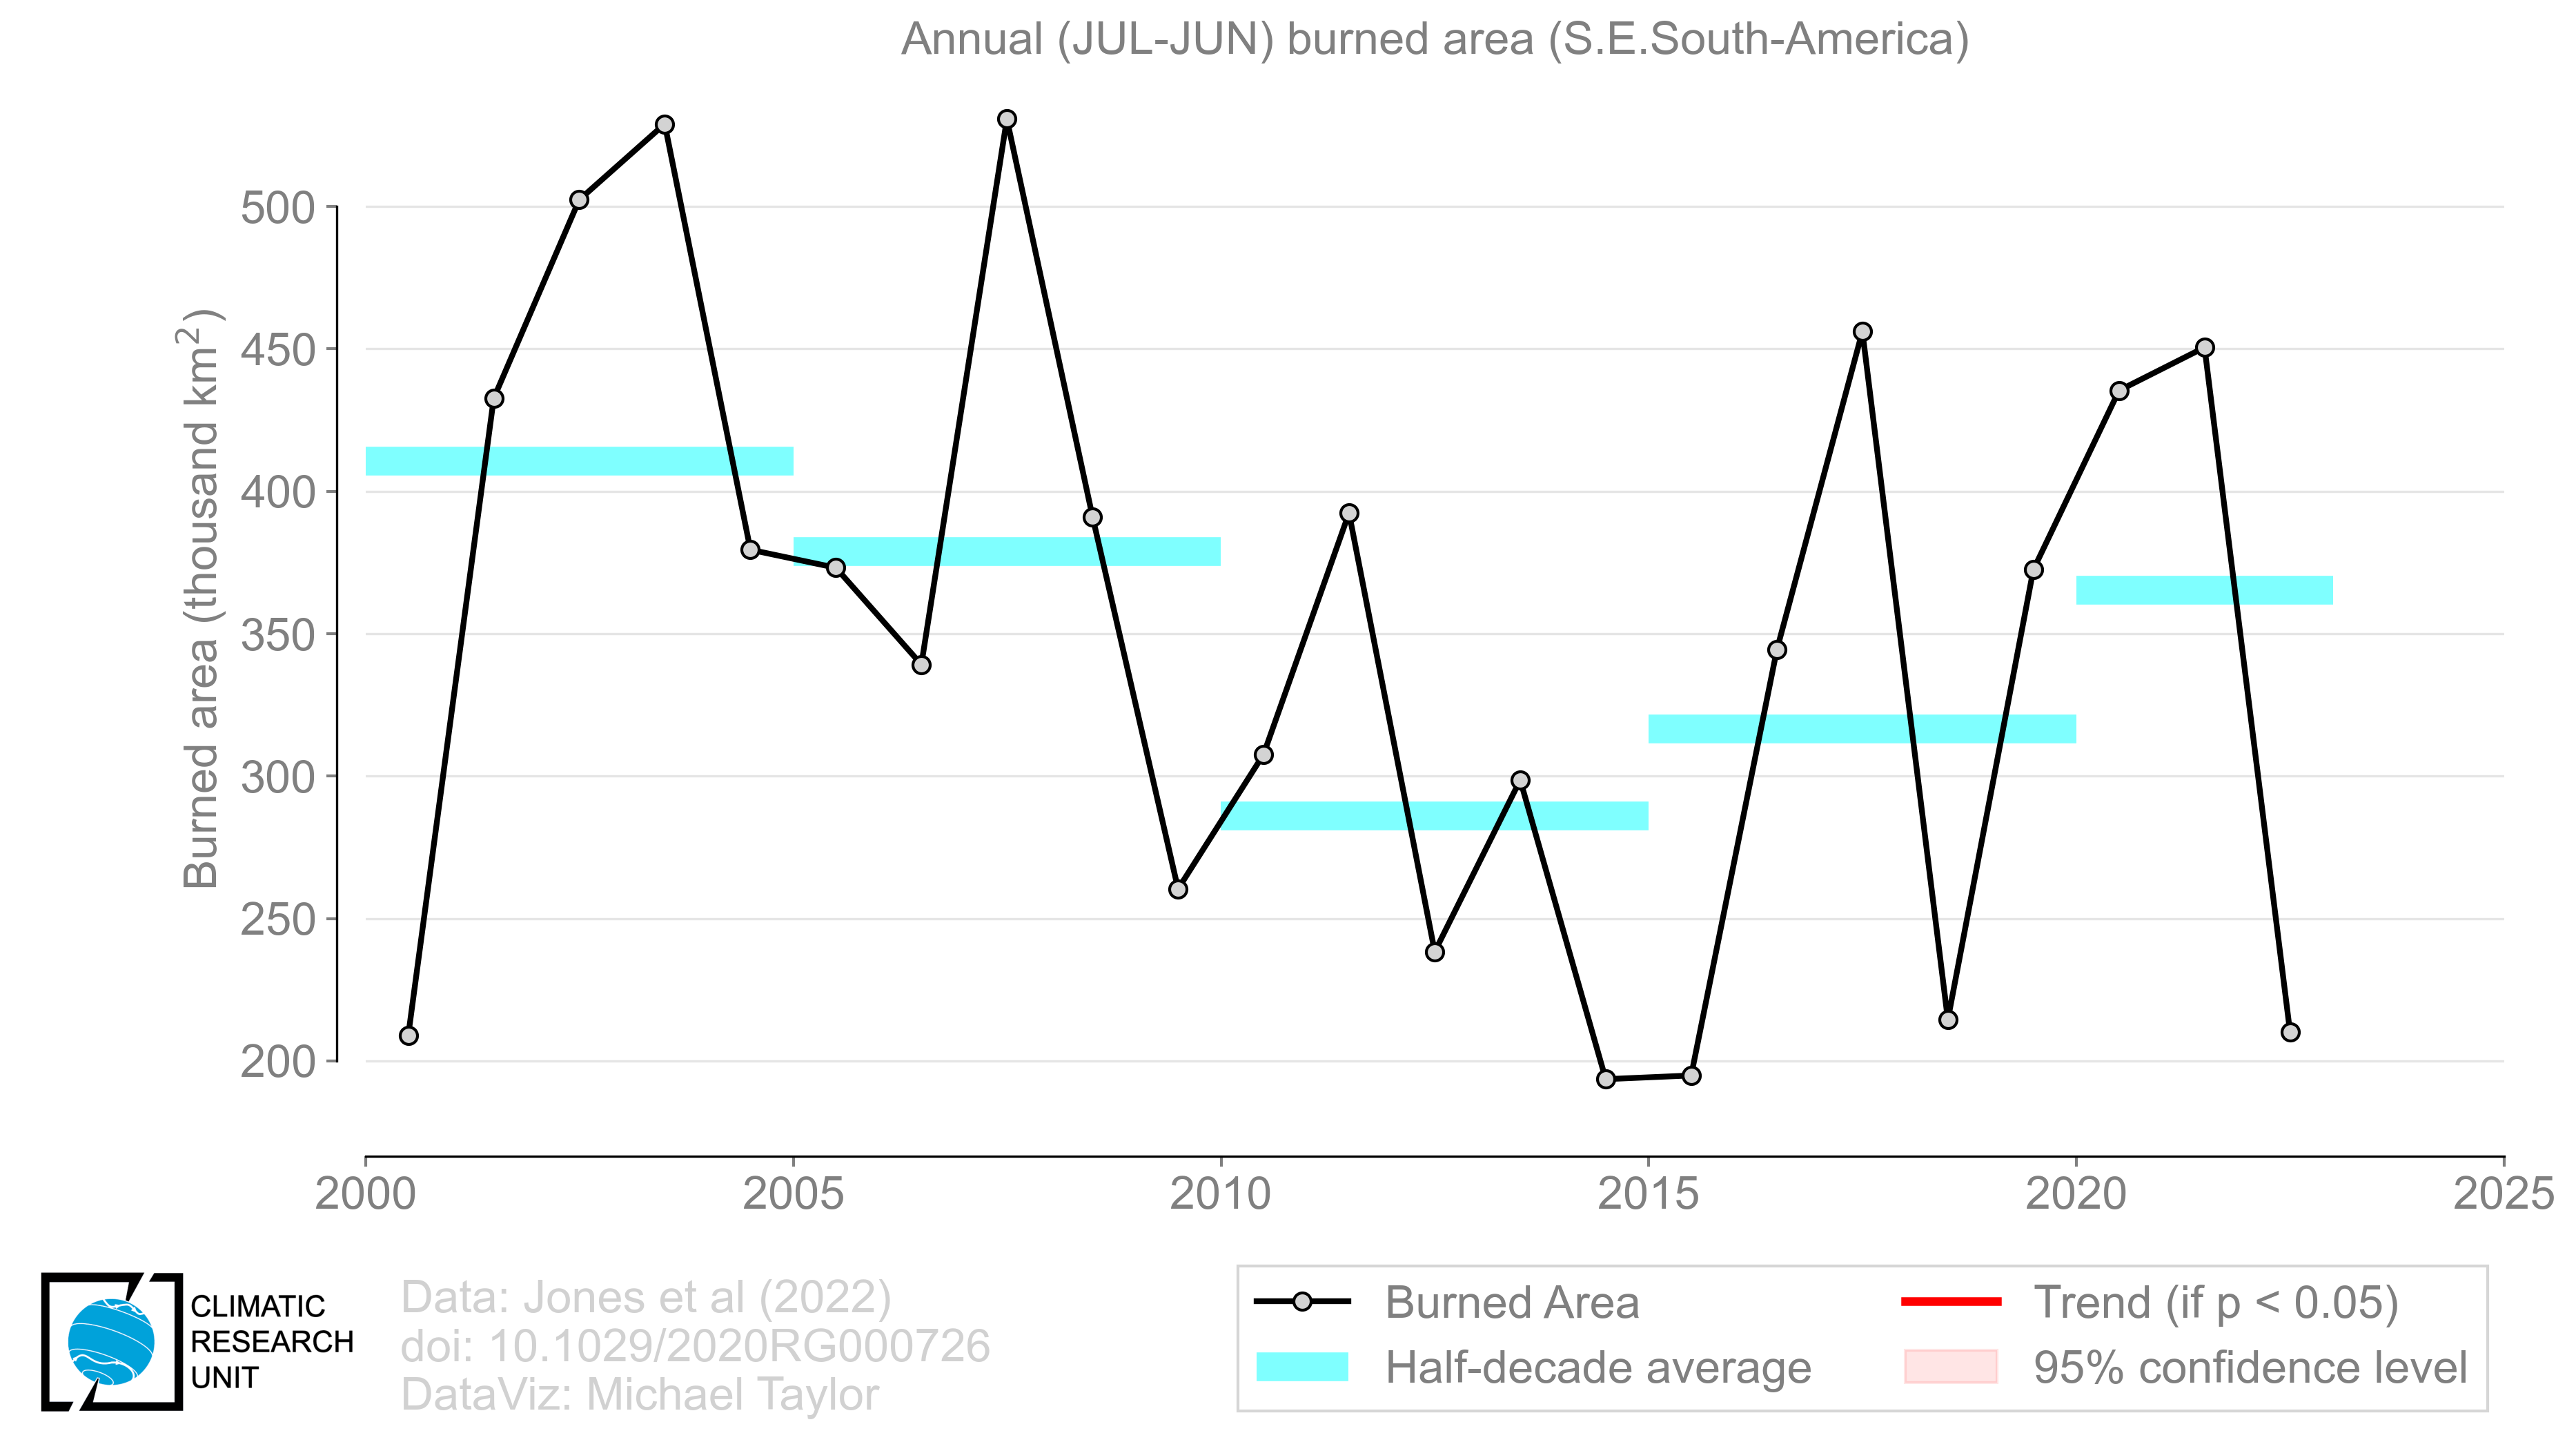 Annual (JUL-JUN) burned area (S.E.South-America)
Burned area (thousand km²)
500
450
400
350
300
250
200
2000 2005 2010 2015 2020 2025
CLIMATIC
RESEARCH
UNIT
Data: Jones et al (2022)
doi: 10.1029/2020RG000726
DataViz: Michael Taylor
Burned Area
Half-decade average
Trend (if p < 0.05)
95% confidence level